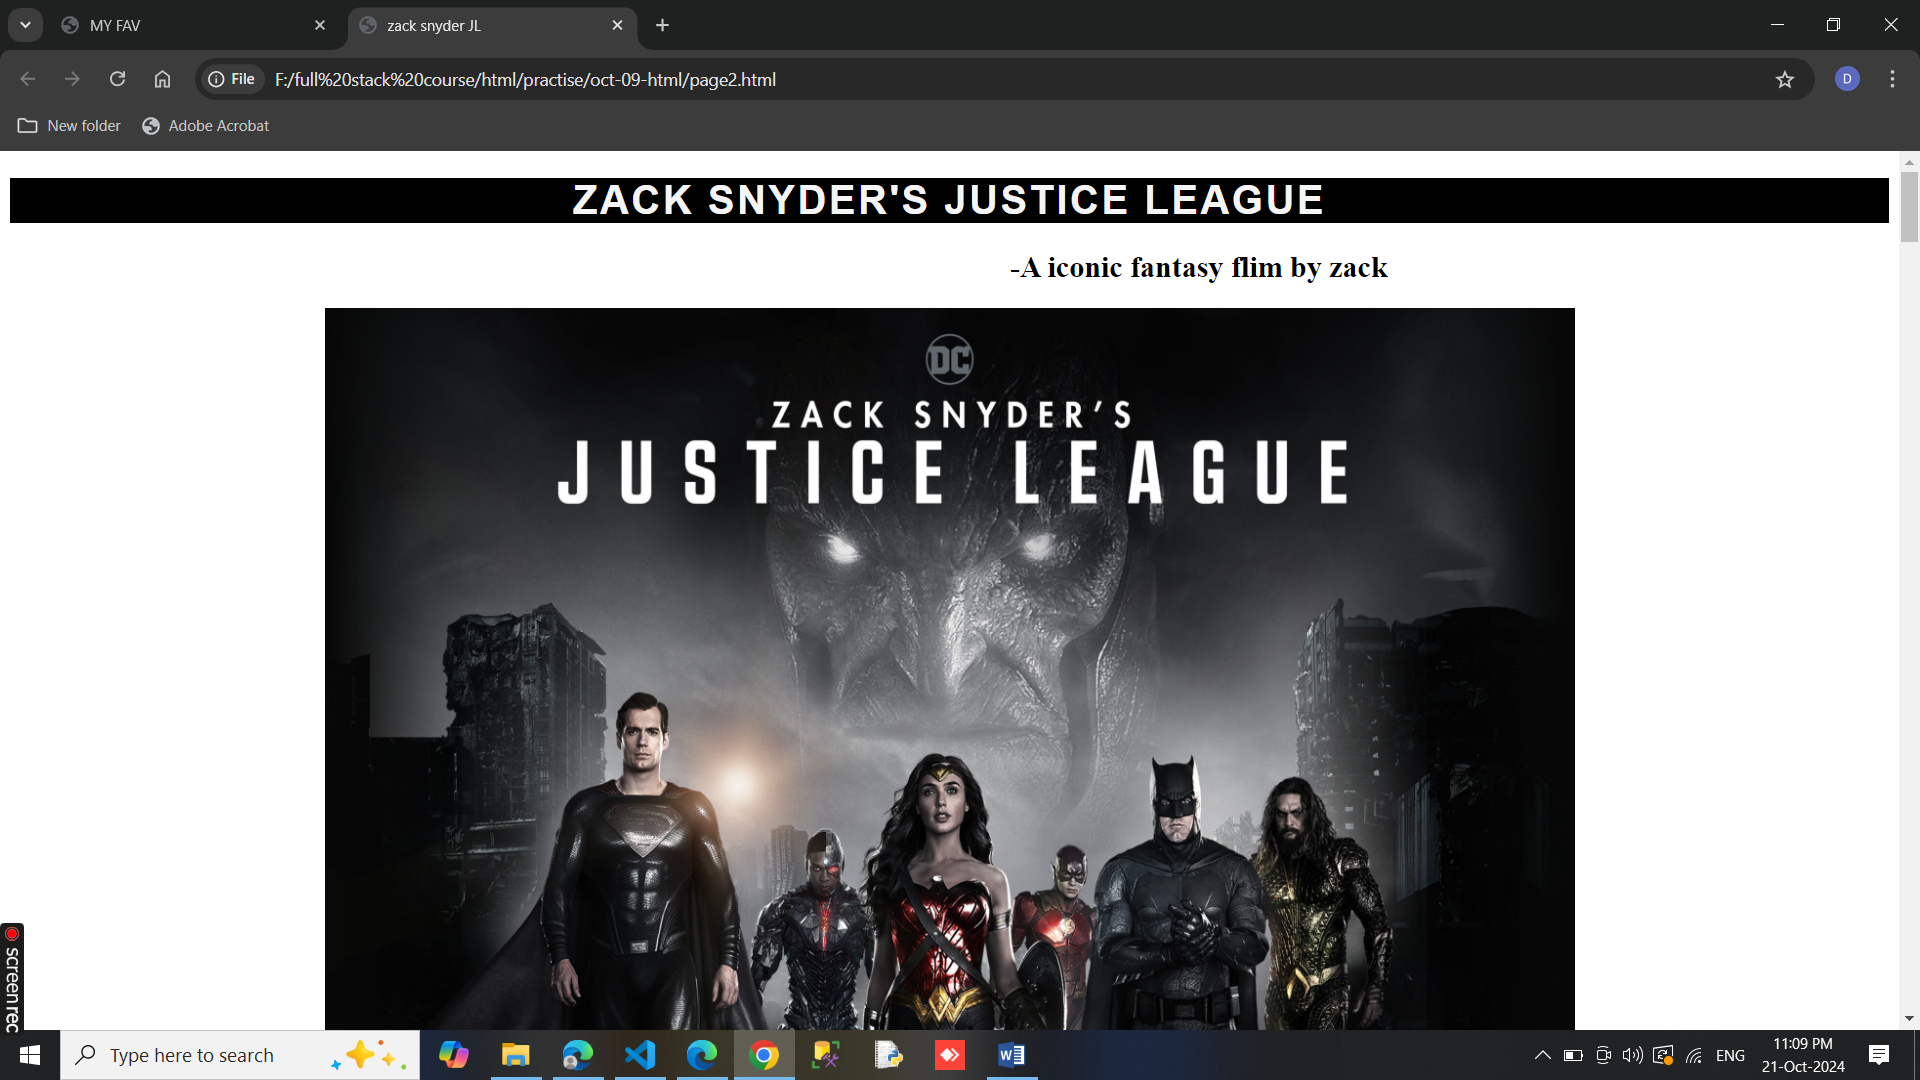 MY FAV
zack snyder JL
File
F:/full%20stack%20course/html/practise/oct-09-html/page2.html
D
New folder
Adobe Acrobat
ZACK SNYDER'S JUSTICE LEAGUE
-A iconic fantasy flim by zack
DC
ZACK SNYDER'S
JUSTICE LEAGUE
screenrec
Type here to search
ENG
11:09 PM
21-Oct-2024